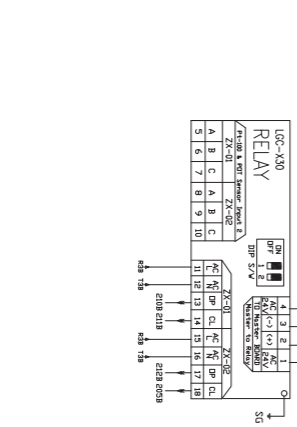 LGC-X30
RELAY
ON
OFF
1 2
DIP S/W
4 3 2 1
AC 24V(-) (+) AC 24V
TO Master BOARD
(Master to Relay)
SG
Pt-100 & POT Sensor Input 2
ZX-01 ZX-02
A B C A B C
5 6 7 8 9 10
ZX-01 ZX-02
AC L AC N OP CL AC L AC N OP CL
11 12 13 14 15 16 17 18
R3B T3B 210B 211B R3B T3B 212B 205B